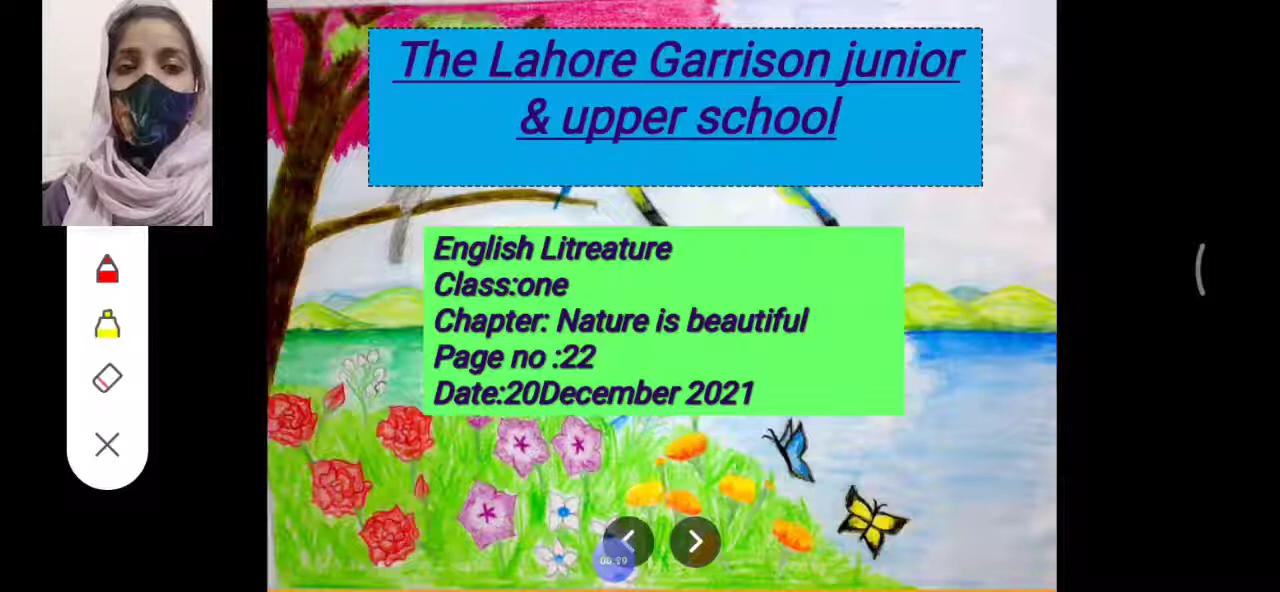 The Lahore Garrison junior
& upper school
English Litreature
Class:one
Chapter: Nature is beautiful
Page no :22
Date:20December 2021